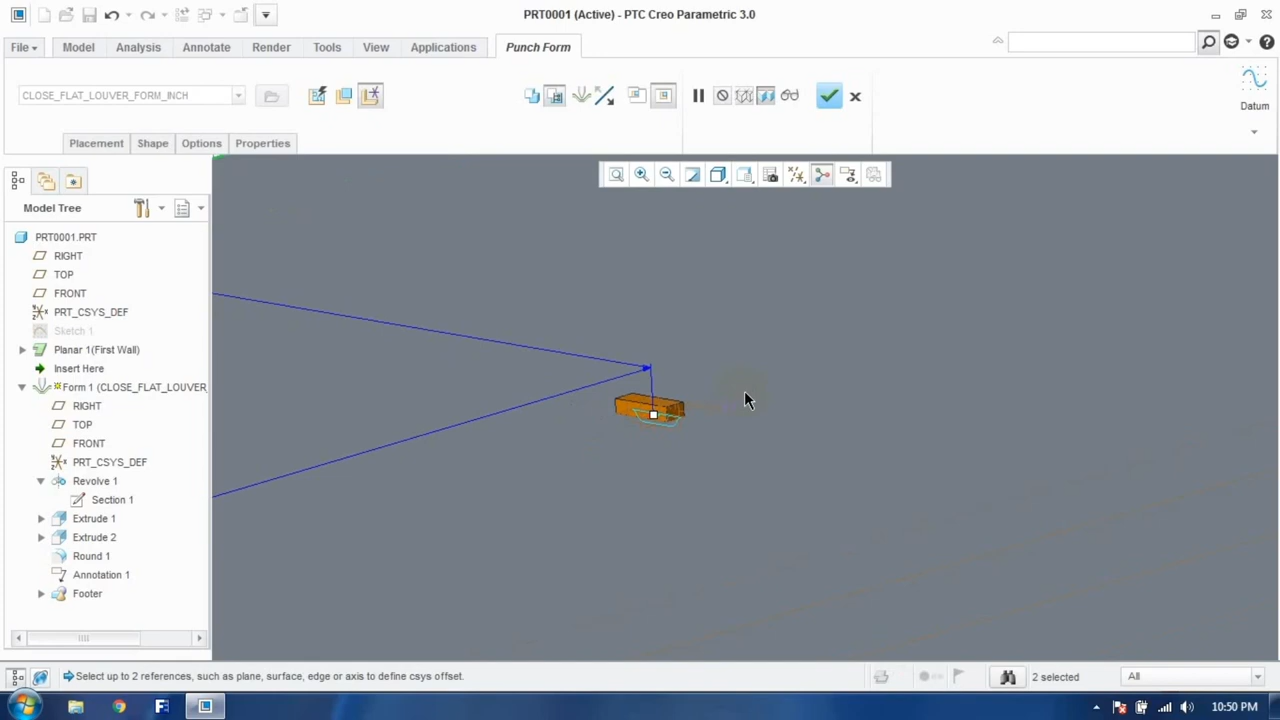 PRT0001 (Active) - PTC Creo Parametric 3.0
File Model Analysis Annotate Render Tools View Applications Punch Form
CLOSE_FLAT_LOUVER_FORM_INCH
Datum
Placement Shape Options Properties
Model Tree
PRT0001.PRT
RIGHT
TOP
FRONT
PRT_CSYS_DEF
Sketch 1
Planar 1(First Wall)
Insert Here
Form 1 (CLOSE_FLAT_LOUVER_
RIGHT
TOP
FRONT
PRT_CSYS_DEF
Revolve 1
Section 1
Extrude 1
Extrude 2
Round 1
Annotation 1
Footer
Select up to 2 references, such as plane, surface, edge or axis to define csys offset.
2 selected
All
10:50 PM